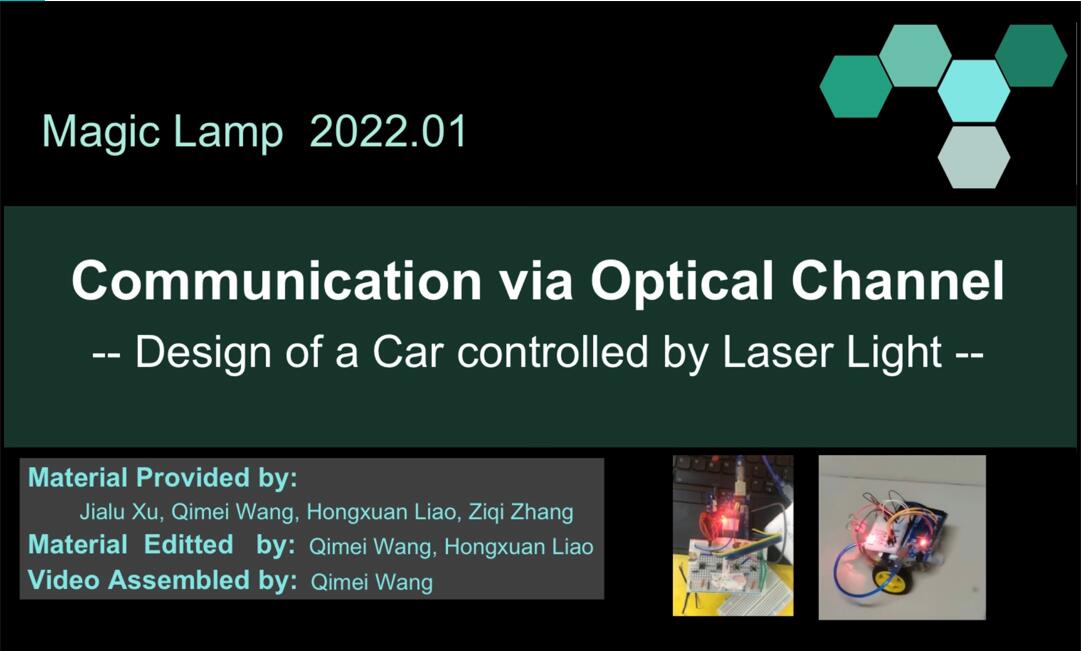 Magic Lamp 2022.01
Communication via Optical Channel
-- Design of a Car controlled by Laser Light --
Material Provided by:
Jialu Xu, Qimei Wang, Hongxuan Liao, Ziqi Zhang
Material Editted by: Qimei Wang, Hongxuan Liao
Video Assembled by: Qimei Wang